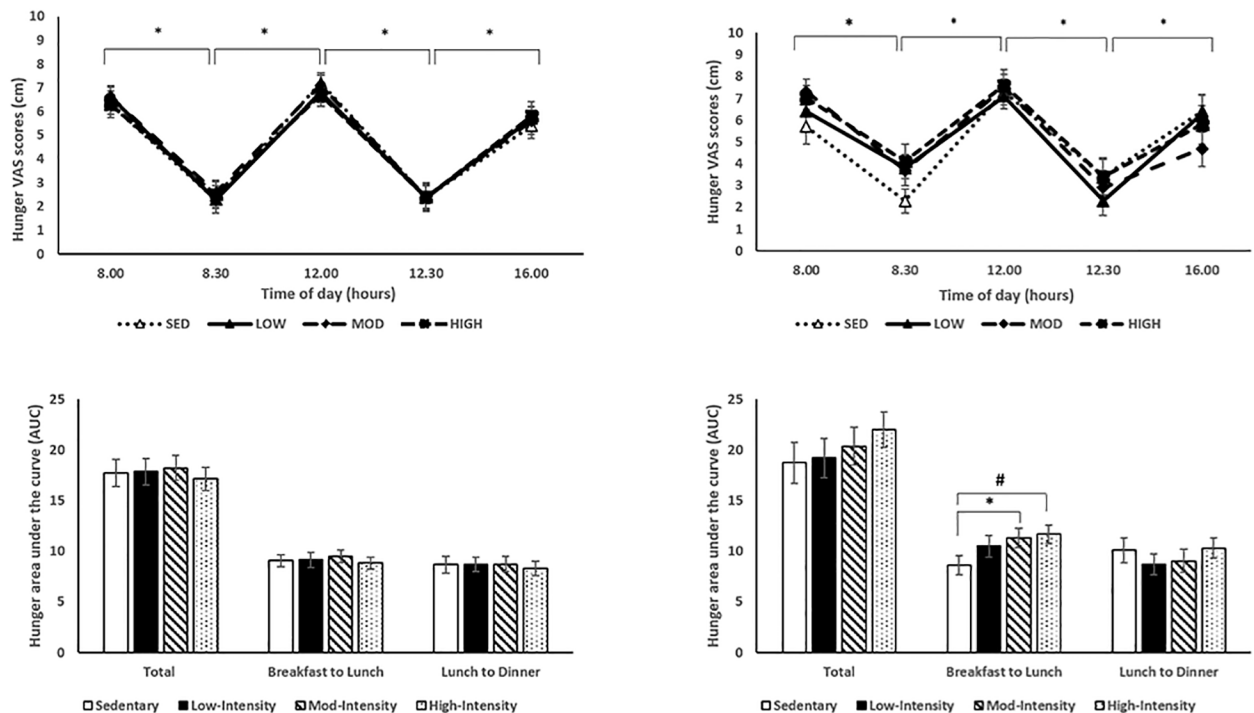 Hunger VAS scores (cm)
10
9
8
7
6
5
4
3
2
1
0
* * * *
8.00 8.30 12.00 12.30 16.00
Time of day (hours)
SED LOW MOD HIGH
Hunger VAS scores (cm)
10
9
8
7
6
5
4
3
2
1
0
* * * *
8.00 8.30 12.00 12.30 16.00
Time of day (hours)
SED LOW MOD HIGH
Hunger area under the curve (AUC)
25
20
15
10
5
0
Total Breakfast to Lunch Lunch to Dinner
Sedentary Low-Intensity Mod-Intensity High-Intensity
Hunger area under the curve (AUC)
25
20
15
10
5
0
#
*
Total Breakfast to Lunch Lunch to Dinner
Sedentary Low-Intensity Mod-Intensity High-Intensity